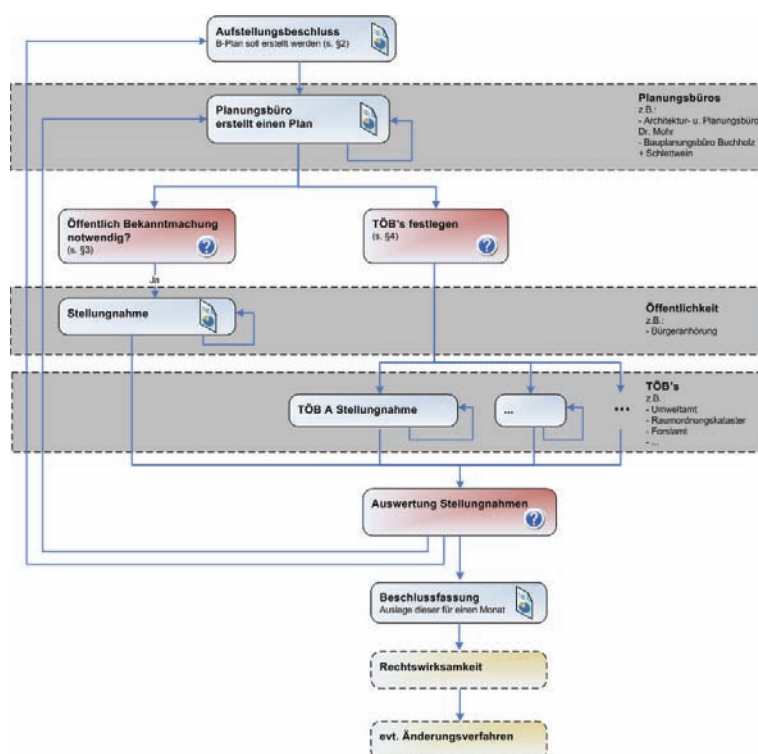 Aufstellungsbeschluss
B-Plan soll erstellt werden (s. §2)
Planungsbüro
erstellt einen Plan
Planungsbüros
z.B.:
- Architektur- u. Planungsbüro
Dr. Mohr
- Bauplanungsbüro Buchholz
+ Schlettwein
Öffentlich Bekanntmachung
notwendig?
(s. §3)
?
TÖB's festlegen
(s. §4)
?
Ja
Stellungnahme
Öffentlichkeit
z.B.:
- Bürgeranhörung
TÖB A Stellungnahme
...
...
TÖB's
z.B.
- Umweltamt
- Raumordnungskataster
- Forstamt
- ...
Auswertung Stellungnahmen
?
Beschlussfassung
Auslage dieser für einen Monat
Rechtswirksamkeit
evt. Änderungsverfahren